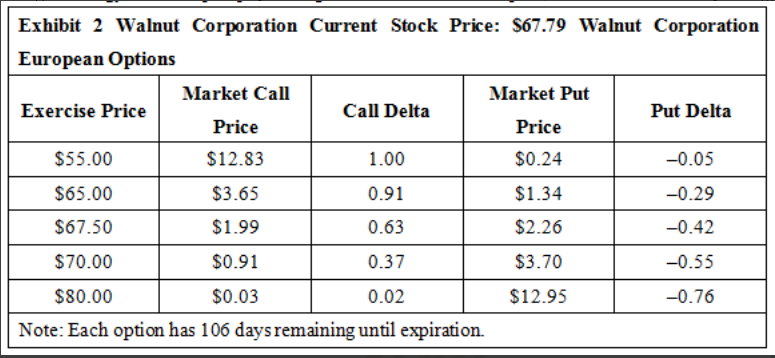 Exhibit 2 Walnut Corporation Current Stock Price: $67.79 Walnut Corporation
European Options
Exercise Price Market Call Price Call Delta Market Put Price Put Delta
$55.00 $12.83 1.00 $0.24 –0.05
$65.00 $3.65 0.91 $1.34 –0.29
$67.50 $1.99 0.63 $2.26 –0.42
$70.00 $0.91 0.37 $3.70 –0.55
$80.00 $0.03 0.02 $12.95 –0.76
Note: Each option has 106 days remaining until expiration.